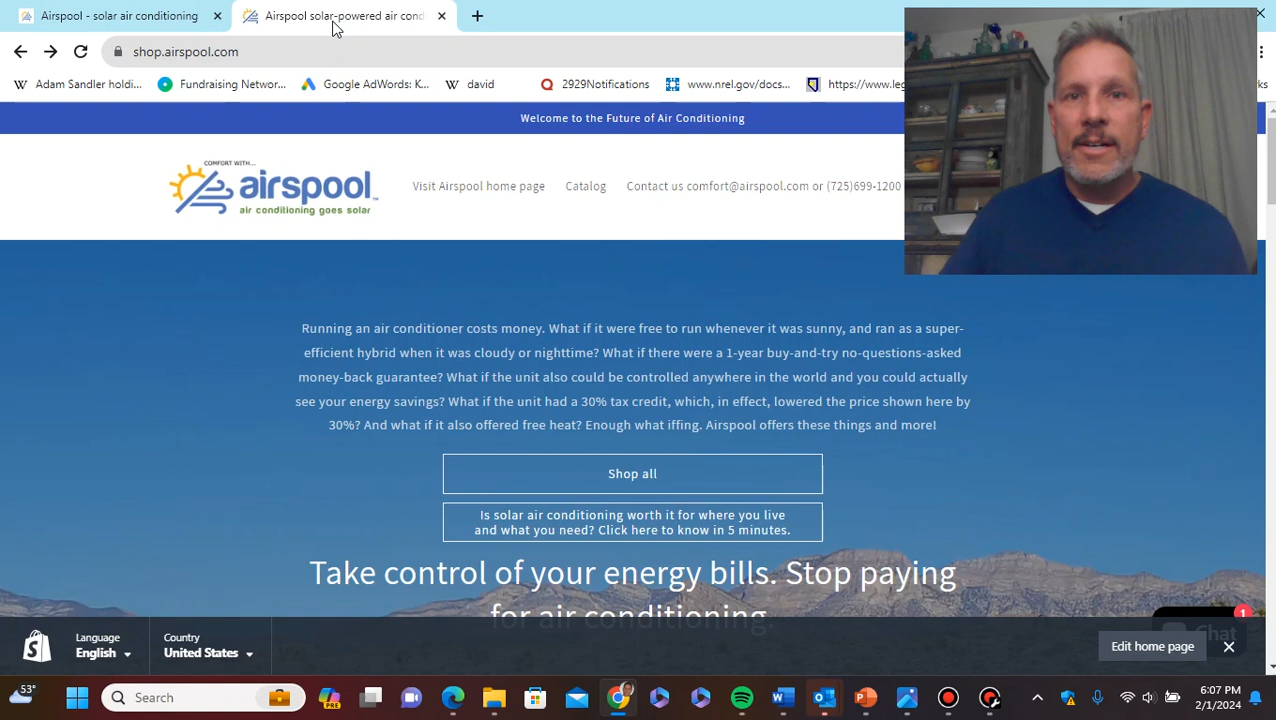 Airspool - solar air conditioning
Airspool solar-powered air cond
shop.airspool.com
Adam Sandler holdi...
Fundraising Networ...
Google AdWords: K...
david
2929Notifications
www.nrel.gov/docs...
https://www.leg
Welcome to the Future of Air Conditioning
COMFORT WITH...
airspool™
air conditioning goes solar
Visit Airspool home page
Catalog
Contact us comfort@airspool.com or (725)699-1200
Running an air conditioner costs money. What if it were free to run whenever it was sunny, and ran as a super-
efficient hybrid when it was cloudy or nighttime? What if there were a 1-year buy-and-try no-questions-asked
money-back guarantee? What if the unit also could be controlled anywhere in the world and you could actually
see your energy savings? What if the unit had a 30% tax credit, which, in effect, lowered the price shown here by
30%? And what if it also offered free heat? Enough what iffing. Airspool offers these things and more!
Shop all
Is solar air conditioning worth it for where you live
and what you need? Click here to know in 5 minutes.
Take control of your energy bills. Stop paying
for air conditioning.
1
Chat
Language
English
Country
United States
Edit home page
53°
Search
PRE
6:07 PM
2/1/2024